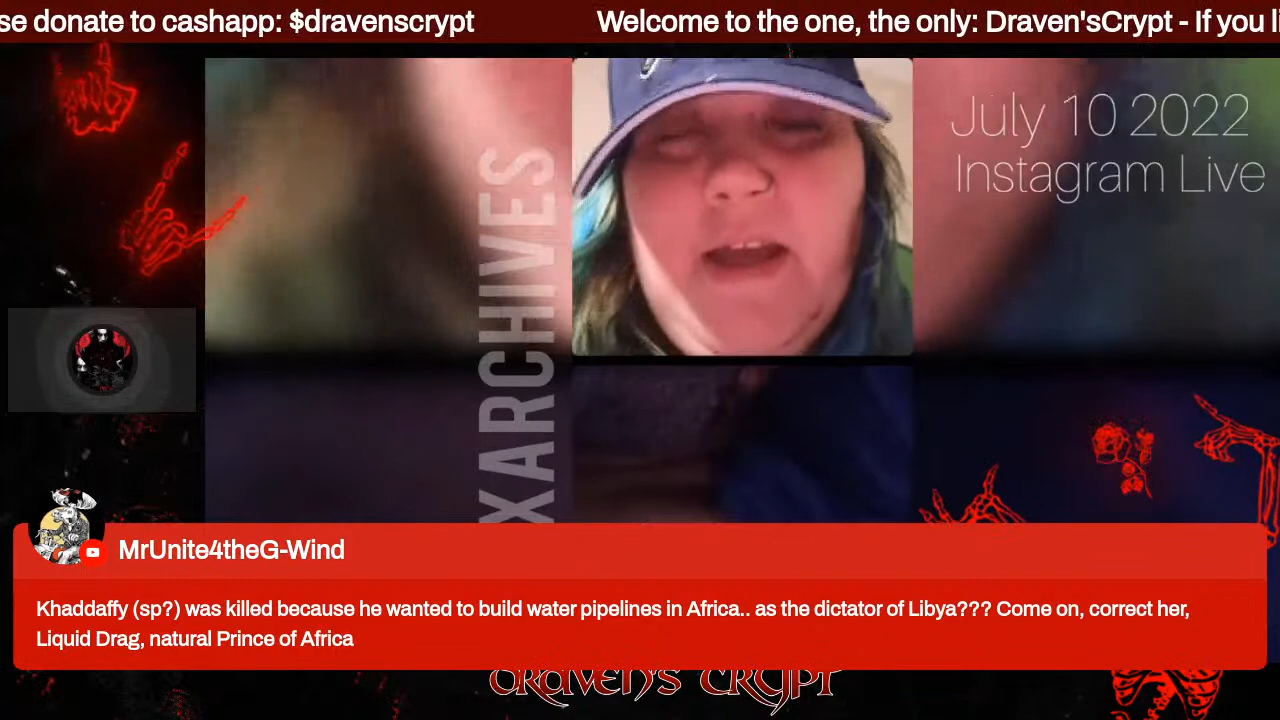 se donate to cashapp: $dravenscrypt Welcome to the one, the only: Draven'sCrypt - If you li
July 10 2022
Instagram Live
XARCHIVES
MrUnite4theG-Wind
Khaddaffy (sp?) was killed because he wanted to build water pipelines in Africa.. as the dictator of Libya??? Come on, correct her,
Liquid Drag, natural Prince of Africa
DRAVEN'S CRYPT